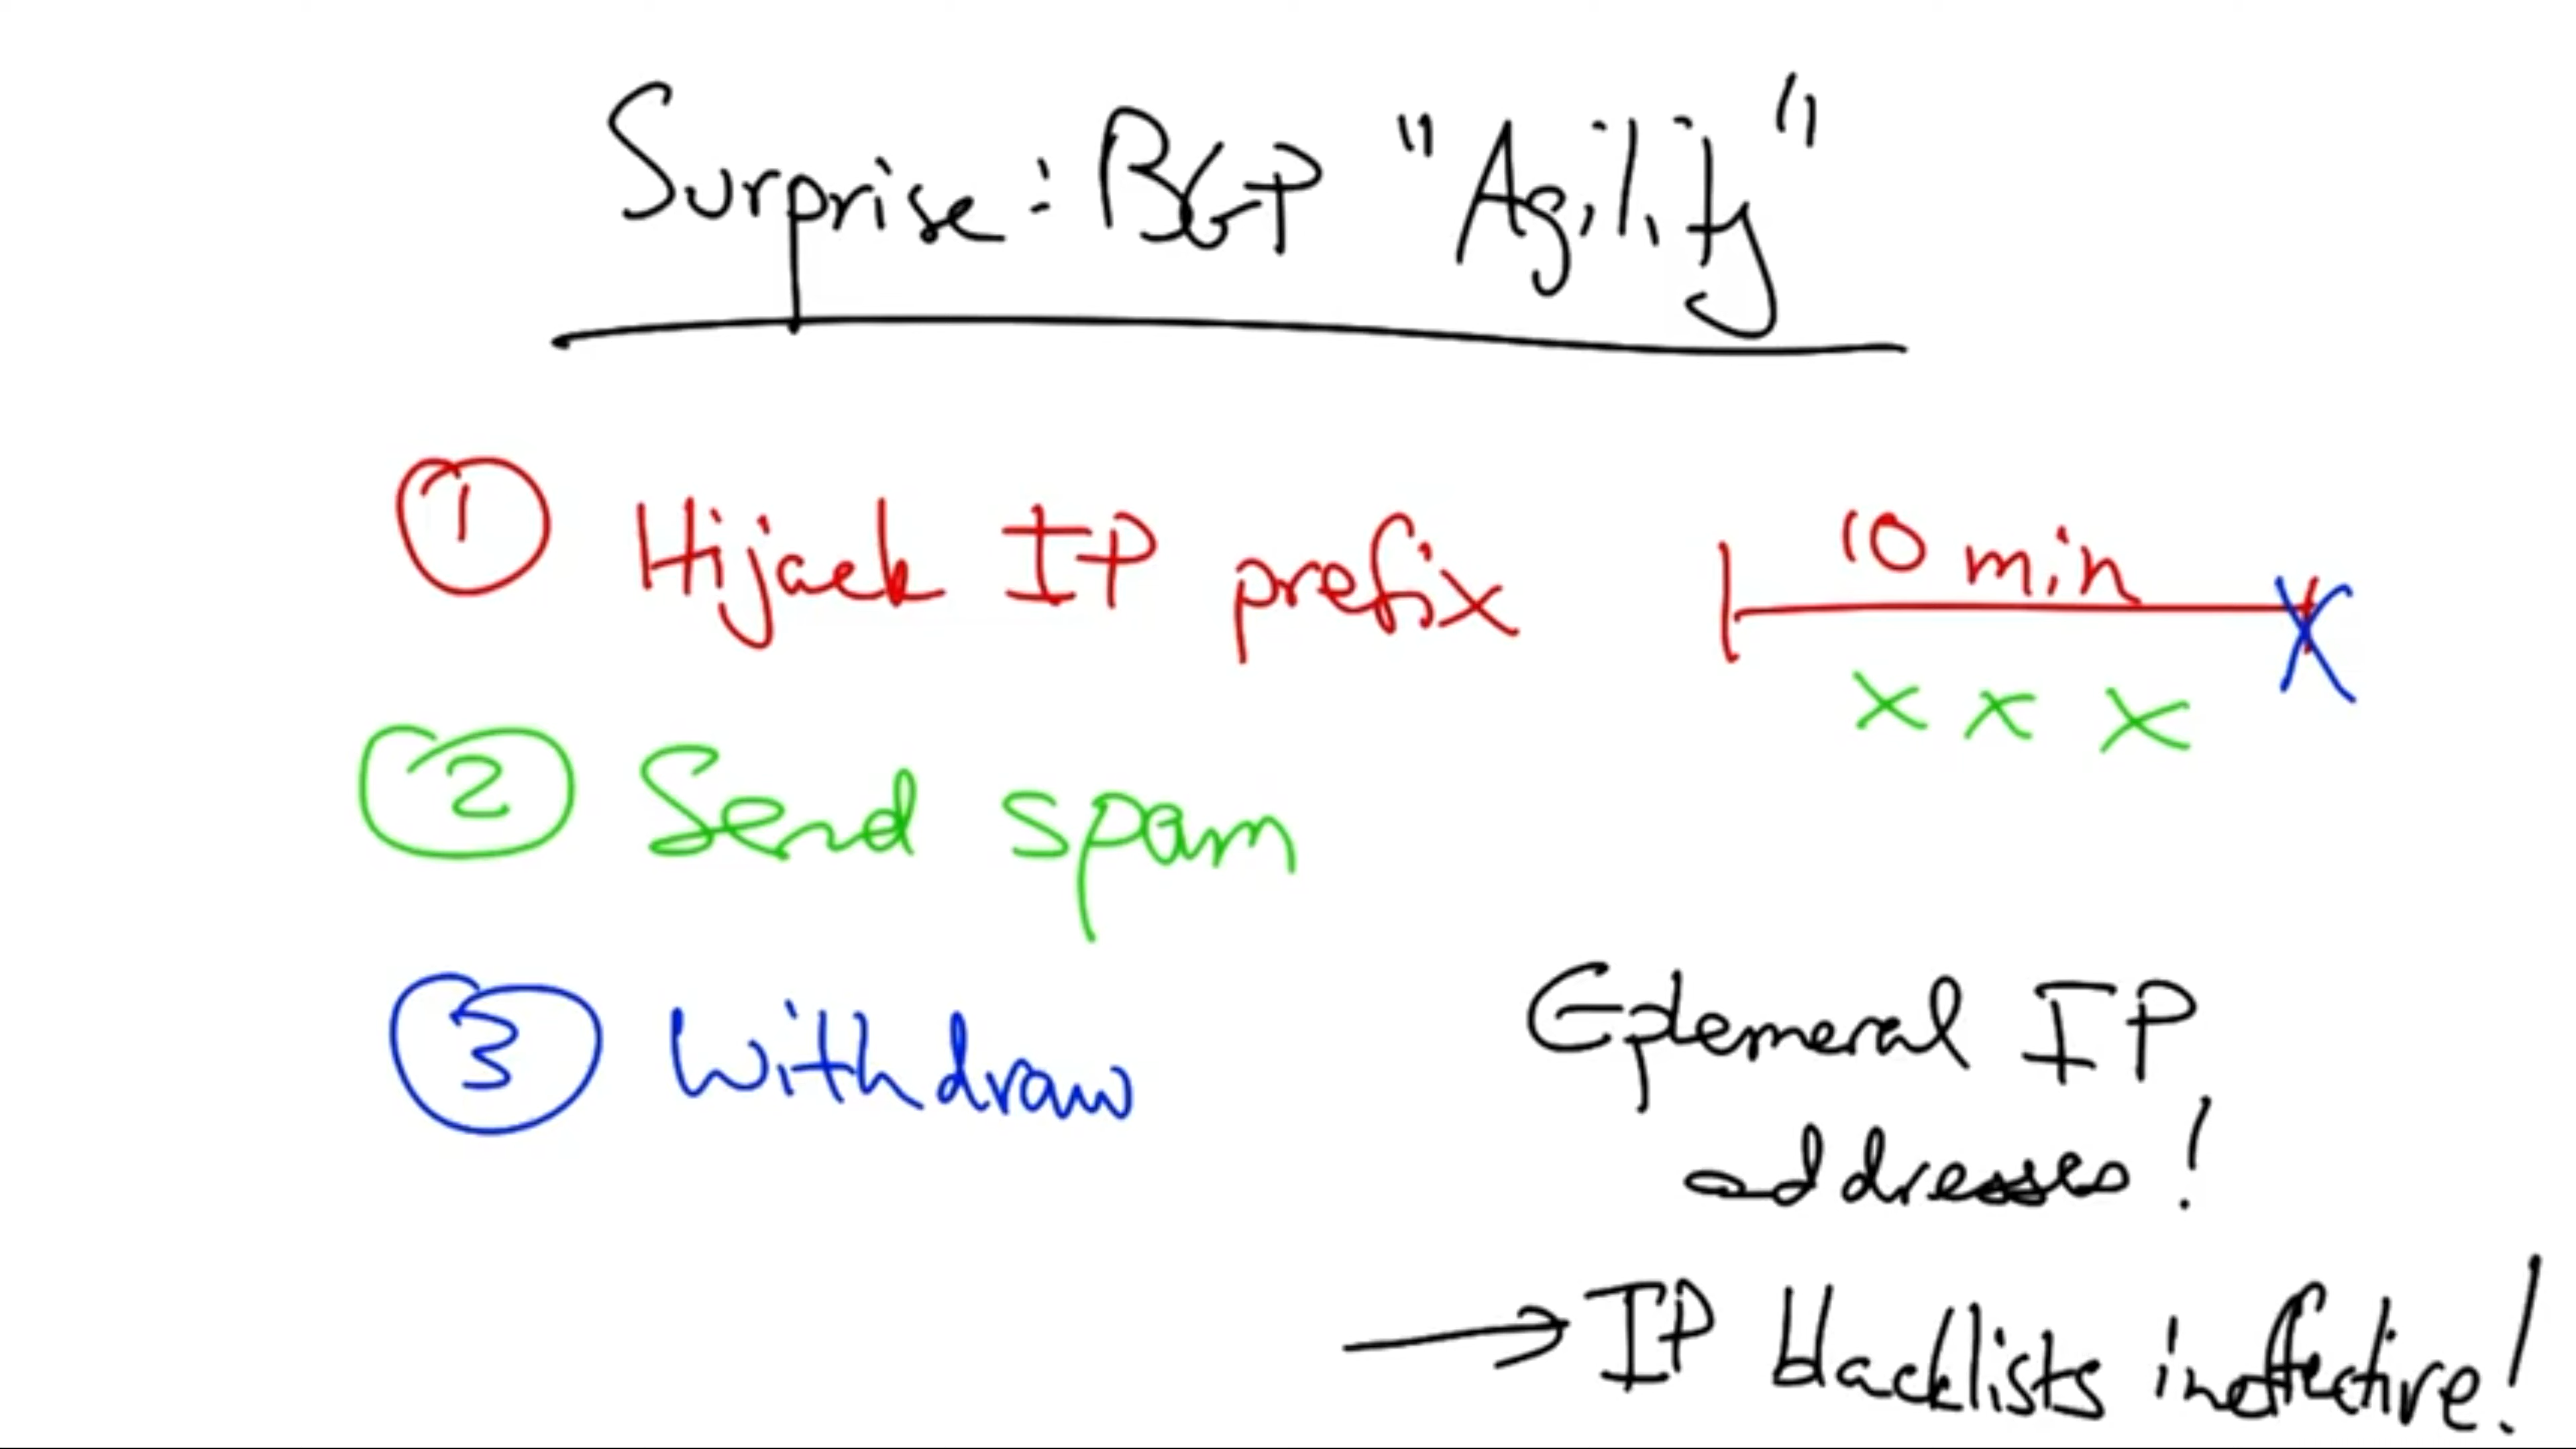 Surprise: BGP "Agility"
① Hijack IP prefix
10 min
x x x
X
② Send spam
③ Withdraw
Ephemeral IP
addresses!
→ IP blacklists ineffective!